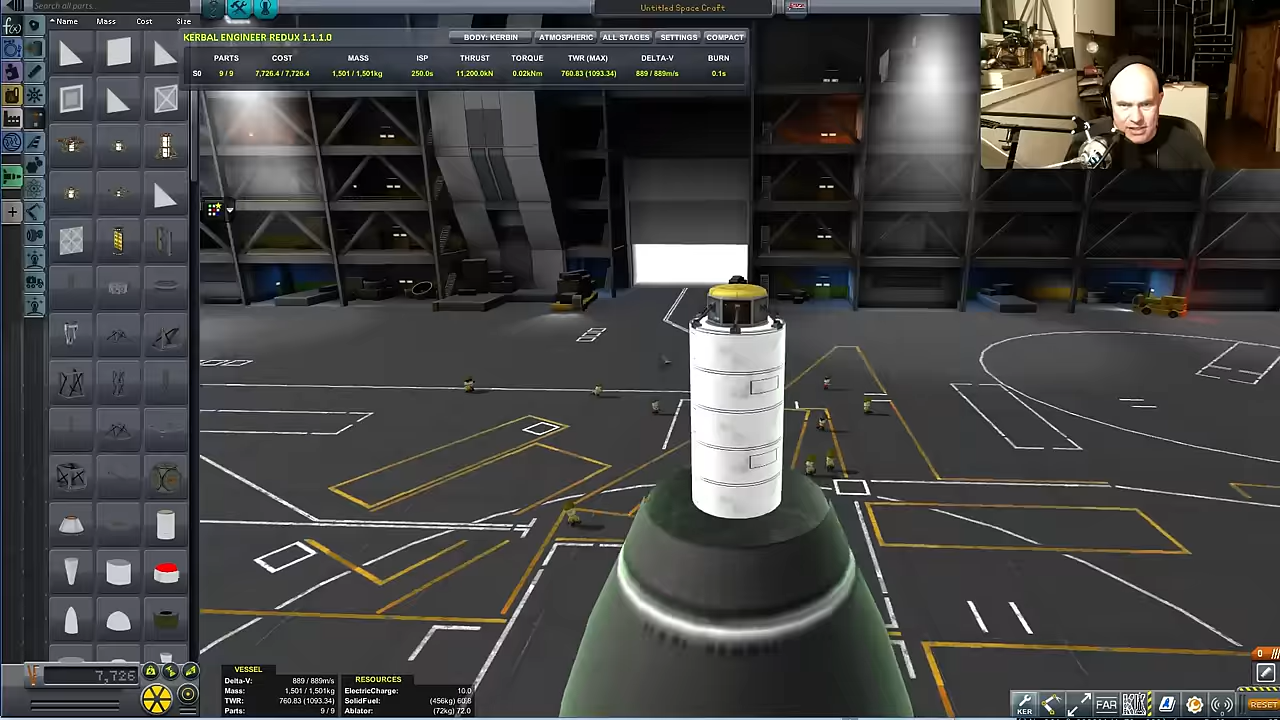 Search all parts...
Untitled Space Craft
Name Mass Cost Size
KERBAL ENGINEER REDUX 1.1.1.0
BODY: KERBIN ATMOSPHERIC ALL STAGES SETTINGS COMPACT
PARTS COST MASS ISP THRUST TORQUE TWR (MAX) DELTA-V BURN
S0 9 / 9 7,726.4 / 7,726.4 1,501 / 1,501kg 250.0s 11,200.0kN 0.02kNm 760.83 (1093.34) 889 / 889m/s 0.1s
f(x)
7,726
VESSEL
Delta-V: 889 / 889m/s
Mass: 1,501 / 1,501kg
TWR: 760.83 (1093.34)
Parts: 9 / 9
RESOURCES
ElectricCharge: 10.0
SolidFuel: (456kg) 60.8
Ablator: (72kg) 72.0
0
KER
FAR
RESET